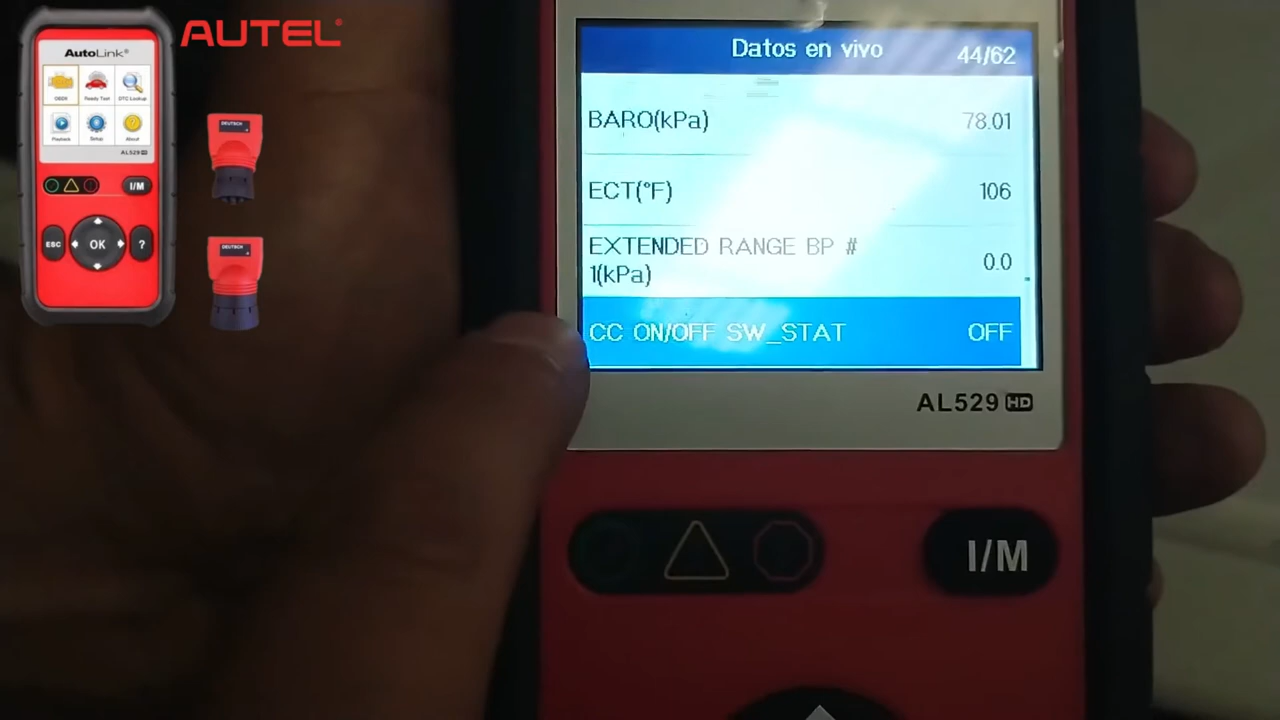 AUTEL
AutoLink®
OBDII
Ready Test
DTC Lookup
Playback
Setup
About
AL529 HD
I/M
ESC
OK
?
DEUTSCH
DEUTSCH
Datos en vivo 44/62
BARO(kPa) 78.01
ECT(°F) 106
EXTENDED RANGE BP #
1(kPa) 0.0
CC ON/OFF SW_STAT OFF
AL529 HD
I/M